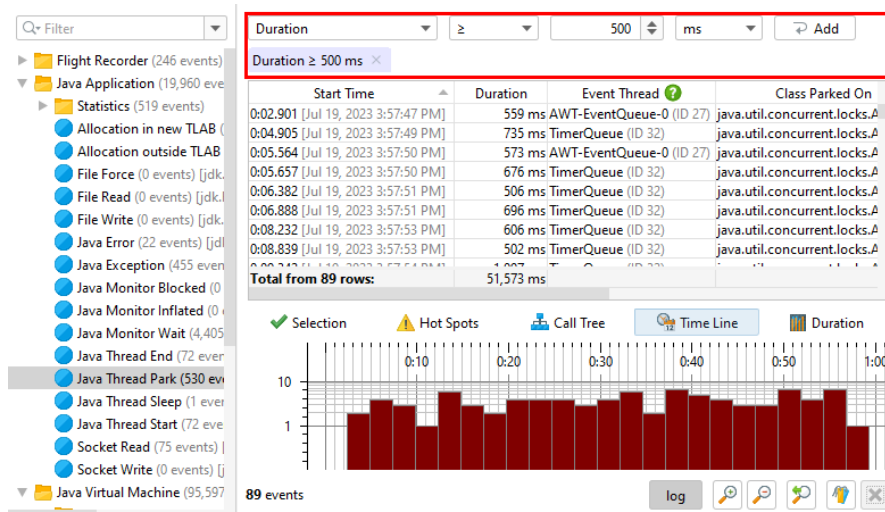 Filter
Flight Recorder (246 events)
Java Application (19,960 eve
Statistics (519 events)
Allocation in new TLAB (
Allocation outside TLAB
File Force (0 events) [jdk.
File Read (0 events) [jdk.
File Write (0 events) [jdk.
Java Error (22 events) [jdl
Java Exception (455 even
Java Monitor Blocked (0
Java Monitor Inflated (0
Java Monitor Wait (4,405
Java Thread End (72 ever
Java Thread Park (530 eve
Java Thread Sleep (1 ever
Java Thread Start (72 eve
Socket Read (75 events) [
Socket Write (0 events) [j
Java Virtual Machine (95,597
Duration ≥ 500 ms Add
Duration ≥ 500 ms
Start Time Duration Event Thread Class Parked On
0:02.901 [Jul 19, 2023 3:57:47 PM] 559 ms AWT-EventQueue-0 (ID 27) java.util.concurrent.locks.A
0:04.905 [Jul 19, 2023 3:57:49 PM] 735 ms TimerQueue (ID 32) java.util.concurrent.locks.A
0:05.564 [Jul 19, 2023 3:57:50 PM] 573 ms AWT-EventQueue-0 (ID 27) java.util.concurrent.locks.A
0:05.657 [Jul 19, 2023 3:57:50 PM] 676 ms TimerQueue (ID 32) java.util.concurrent.locks.A
0:06.382 [Jul 19, 2023 3:57:51 PM] 506 ms TimerQueue (ID 32) java.util.concurrent.locks.A
0:06.888 [Jul 19, 2023 3:57:51 PM] 696 ms TimerQueue (ID 32) java.util.concurrent.locks.A
0:08.232 [Jul 19, 2023 3:57:53 PM] 606 ms TimerQueue (ID 32) java.util.concurrent.locks.A
0:08.839 [Jul 19, 2023 3:57:53 PM] 502 ms TimerQueue (ID 32) java.util.concurrent.locks.A
Total from 89 rows: 51,573 ms
Selection Hot Spots Call Tree Time Line Duration
0:10 0:20 0:30 0:40 0:50 1:00
10
1
89 events log